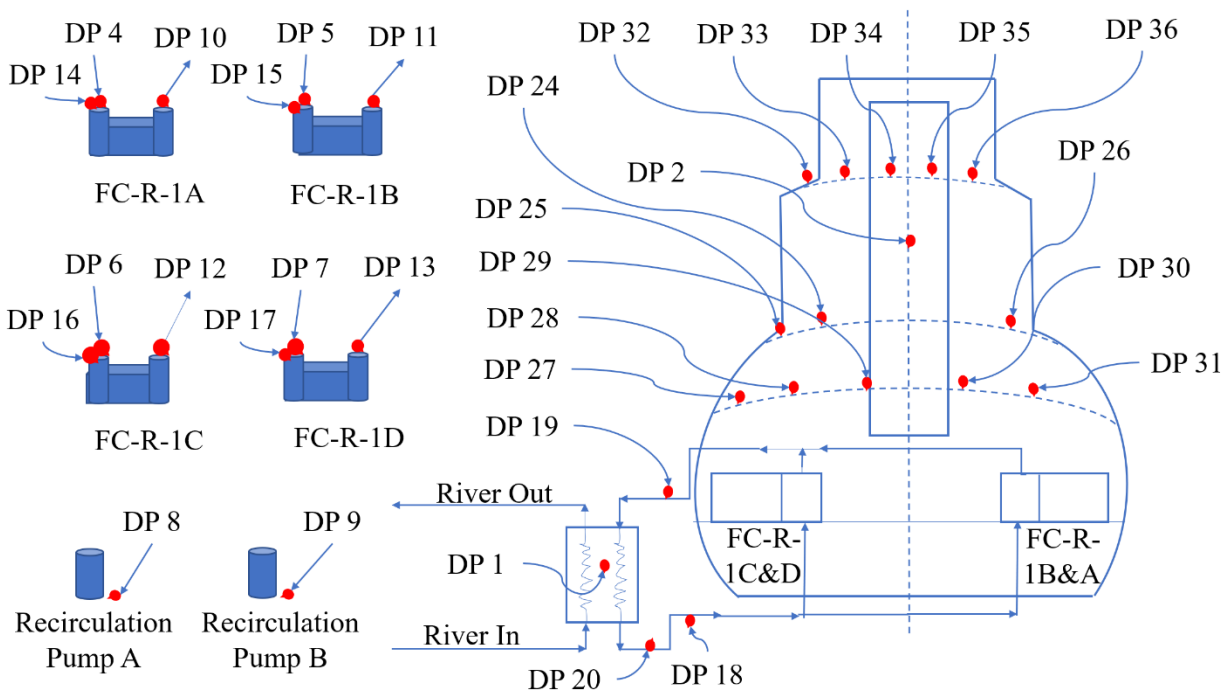 DP 4
DP 10
DP 5
DP 11
DP 14
DP 15
FC-R-1A
FC-R-1B
DP 6
DP 12
DP 7
DP 13
DP 16
DP 17
FC-R-1C
FC-R-1D
DP 8
DP 9
Recirculation
Pump A
Recirculation
Pump B
DP 32
DP 33
DP 34
DP 35
DP 36
DP 24
DP 26
DP 2
DP 25
DP 29
DP 30
DP 28
DP 27
DP 31
DP 19
River Out
FC-R-
1C&D
FC-R-
1B&A
DP 1
River In
DP 20
DP 18